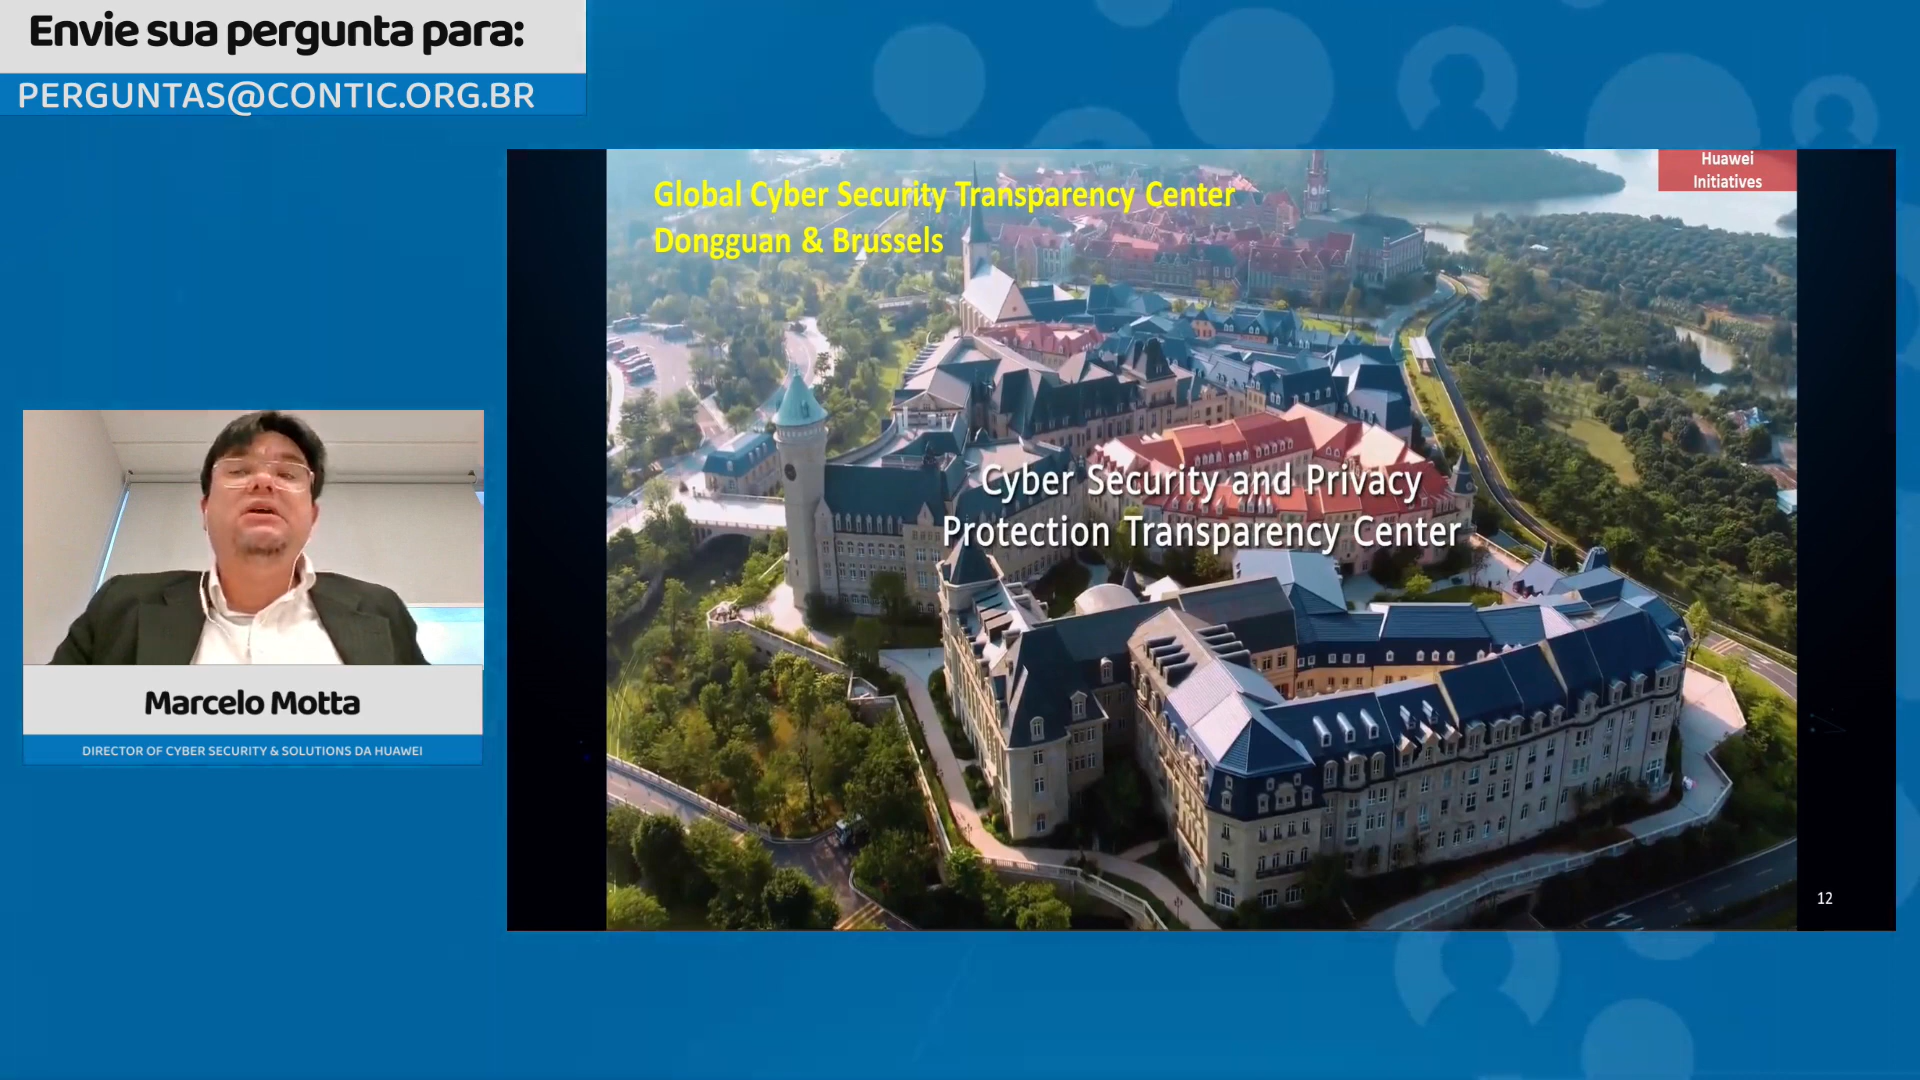 Envie sua pergunta para:
PERGUNTAS@CONTIC.ORG.BR
Huawei
Initiatives
Global Cyber Security Transparency Center
Dongguan & Brussels
Cyber Security and Privacy
Protection Transparency Center
Marcelo Motta
DIRECTOR OF CYBER SECURITY & SOLUTIONS DA HUAWEI
12